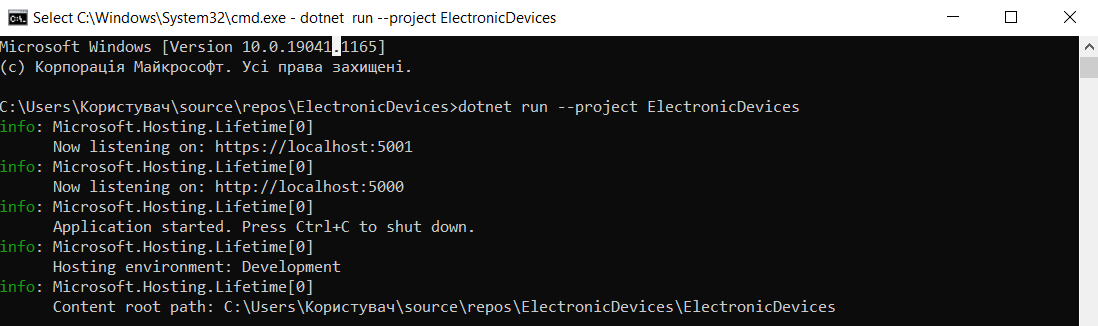 Select C:\Windows\System32\cmd.exe - dotnet  run --project ElectronicDevices
Microsoft Windows [Version 10.0.19041.1165]
(c) Корпорація Майкрософт. Усі права захищені.
C:\Users\Користувач\source\repos\ElectronicDevices>dotnet run --project ElectronicDevices
info: Microsoft.Hosting.Lifetime[0]
Now listening on: https://localhost:5001
info: Microsoft.Hosting.Lifetime[0]
Now listening on: http://localhost:5000
info: Microsoft.Hosting.Lifetime[0]
Application started. Press Ctrl+C to shut down.
info: Microsoft.Hosting.Lifetime[0]
Hosting environment: Development
info: Microsoft.Hosting.Lifetime[0]
Content root path: C:\Users\Користувач\source\repos\ElectronicDevices\ElectronicDevices